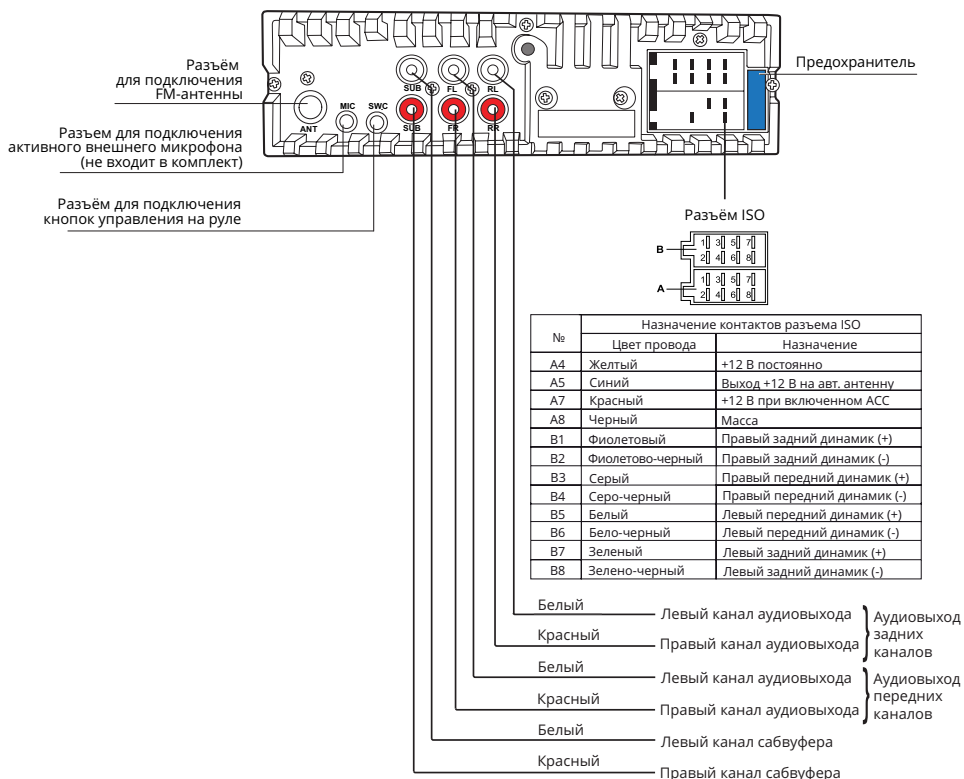 Разъём
для подключения
FM-антенны
Разъем для подключения
активного внешнего микрофона
(не входит в комплект)
Разъём для подключения
кнопок управления на руле
SUB FL RL
MIC SWC
ANT SUB FR RR
Предохранитель
Разъём ISO
B
1 3 5 7
2 4 6 8
A
1 3 5 7
2 4 6 8
№ Назначение контактов разъема ISO
Цвет провода Назначение
A4 Желтый +12 В постоянно
A5 Синий Выход +12 В на авт. антенну
A7 Красный +12 В при включенном ACC
A8 Черный Масса
B1 Фиолетовый Правый задний динамик (+)
B2 Фиолетово-черный Правый задний динамик (-)
B3 Серый Правый передний динамик (+)
B4 Серо-черный Правый передний динамик (-)
B5 Белый Левый передний динамик (+)
B6 Бело-черный Левый передний динамик (-)
B7 Зеленый Левый задний динамик (+)
B8 Зелено-черный Левый задний динамик (-)
Белый Левый канал аудиовыхода
Красный Правый канал аудиовыхода
Аудиовыход
задних
каналов
Белый Левый канал аудиовыхода
Красный Правый канал аудиовыхода
Аудиовыход
передних
каналов
Белый Левый канал сабвуфера
Красный Правый канал сабвуфера